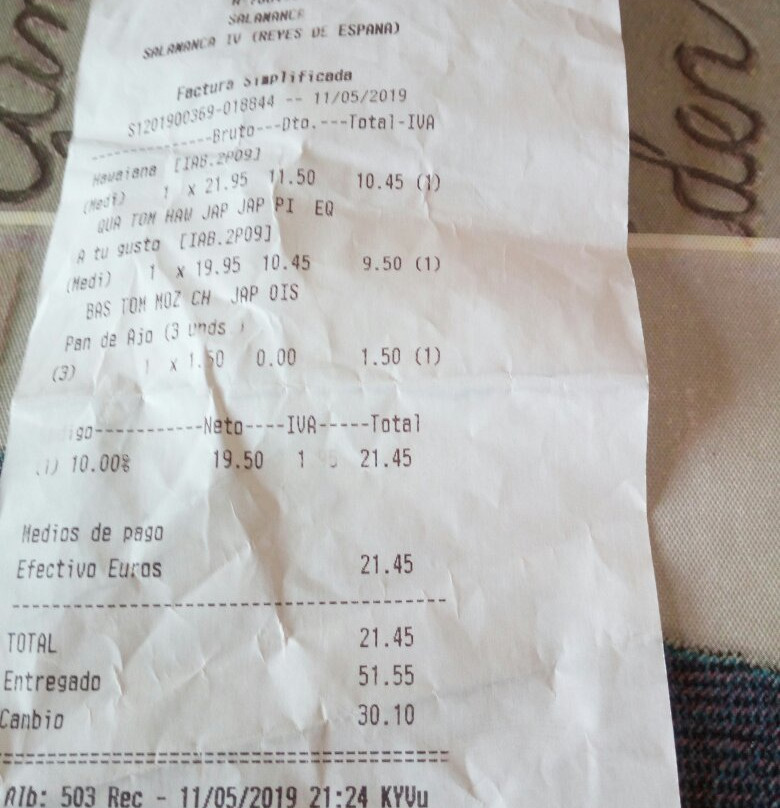 SALAMANCA
SALAMANCA IV (REYES DE ESPAÑA)
Factura Simplificada
S1201900369-018844 -- 11/05/2019
-------------Bruto---Dto.---Total-IVA
Hawaiana [IAB.2P09]
(Medi) 1 x 21.95 11.50 10.45 (1)
QUA TOM HAW JAP JAP PI EQ
A tu gusto [IAB.2P09]
(Medi) 1 x 19.95 10.45 9.50 (1)
BAS TOM MOZ CH JAP OIS
Pan de Ajo (3 unds.)
(3) 1 x 1.50 0.00 1.50 (1)
-----------Neto----IVA-----Total
(1) 10.00% 19.50 1.95 21.45
Medios de pago
Efectivo Euros 21.45
TOTAL 21.45
Entregado 51.55
Cambio 30.10
Alb: 503 Rec - 11/05/2019 21:24 KYVu
den